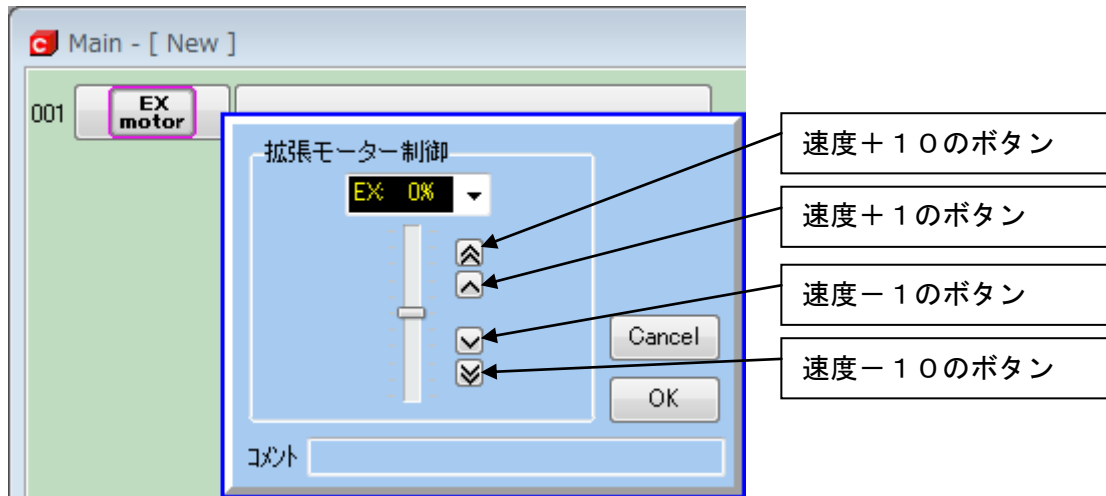 Main - [ New ]
001
EX
motor
拡張モーター制御
EX: 0%
速度＋１０のボタン
速度＋１のボタン
速度－１のボタン
速度－１０のボタン
Cancel
OK
コメント